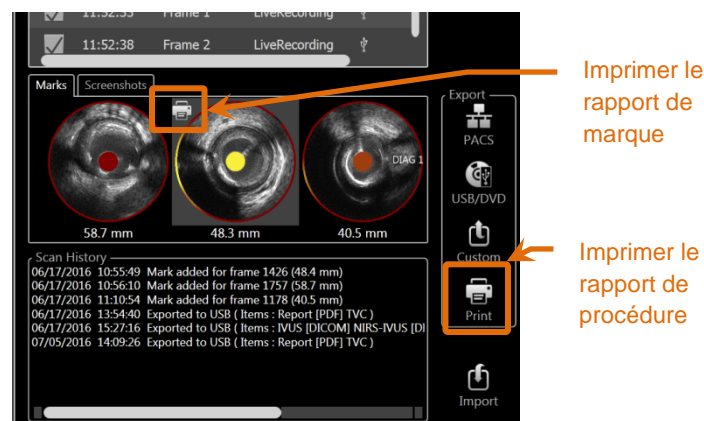 11:52:33 Frame 1 LiveRecording
11:52:38 Frame 2 LiveRecording
Marks Screenshots
DIAG 1
58.7 mm 48.3 mm 40.5 mm
Scan History
06/17/2016 10:55:49 Mark added for frame 1426 (48.4 mm)
06/17/2016 10:56:10 Mark added for frame 1757 (58.7 mm)
06/17/2016 11:10:54 Mark added for frame 1178 (40.5 mm)
06/17/2016 13:54:40 Exported to USB ( Items : Report [PDF] TVC )
06/17/2016 15:27:16 Exported to USB ( Items : IVUS [DICOM] NIRS-IVUS [DI
07/05/2016 14:09:26 Exported to USB ( Items : Report [PDF] TVC )
Export
PACS
USB/DVD
Custom
Print
Import
Imprimer le
rapport de
marque
Imprimer le
rapport de
procédure